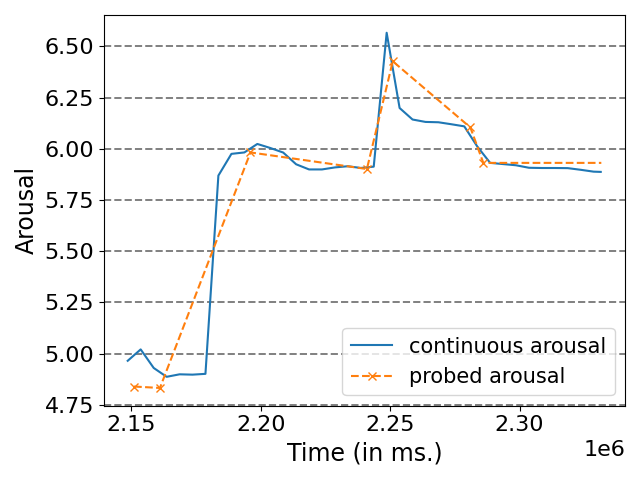 6.50
6.25
6.00
5.75
5.50
5.25
5.00
4.75
Arousal
continuous arousal
probed arousal
2.15 2.20 2.25 2.30
1e6
Time (in ms.)